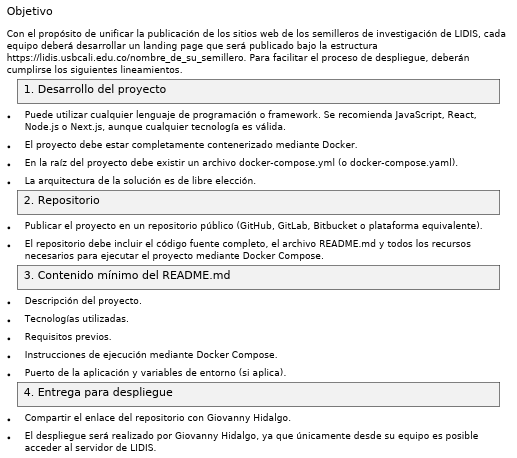 Objetivo
Con el propósito de unificar la publicación de los sitios web de los semilleros de investigación de LIDIS, cada
equipo deberá desarrollar un landing page que será publicado bajo la estructura
https://lidis.usbcali.edu.co/nombre_de_su_semillero. Para facilitar el proceso de despliegue, deberán
cumplirse los siguientes lineamientos.
1. Desarrollo del proyecto
• Puede utilizar cualquier lenguaje de programación o framework. Se recomienda JavaScript, React,
Node.js o Next.js, aunque cualquier tecnología es válida.
• El proyecto debe estar completamente contenerizado mediante Docker.
• En la raíz del proyecto debe existir un archivo docker-compose.yml (o docker-compose.yaml).
• La arquitectura de la solución es de libre elección.
2. Repositorio
• Publicar el proyecto en un repositorio público (GitHub, GitLab, Bitbucket o plataforma equivalente).
• El repositorio debe incluir el código fuente completo, el archivo README.md y todos los recursos
necesarios para ejecutar el proyecto mediante Docker Compose.
3. Contenido mínimo del README.md
• Descripción del proyecto.
• Tecnologías utilizadas.
• Requisitos previos.
• Instrucciones de ejecución mediante Docker Compose.
• Puerto de la aplicación y variables de entorno (si aplica).
4. Entrega para despliegue
• Compartir el enlace del repositorio con Giovanny Hidalgo.
• El despliegue será realizado por Giovanny Hidalgo, ya que únicamente desde su equipo es posible
acceder al servidor de LIDIS.